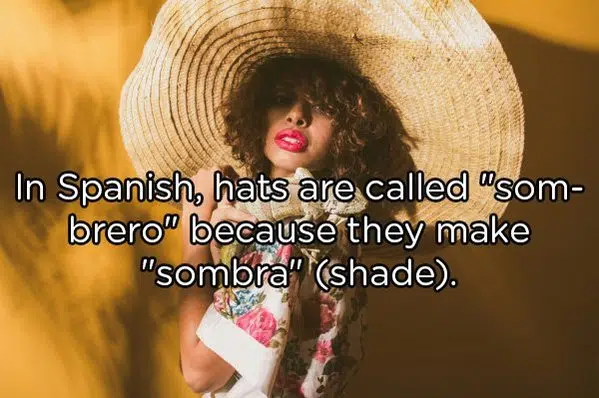 In Spanish, hats are called "som-
brero" because they make
"sombra" (shade).